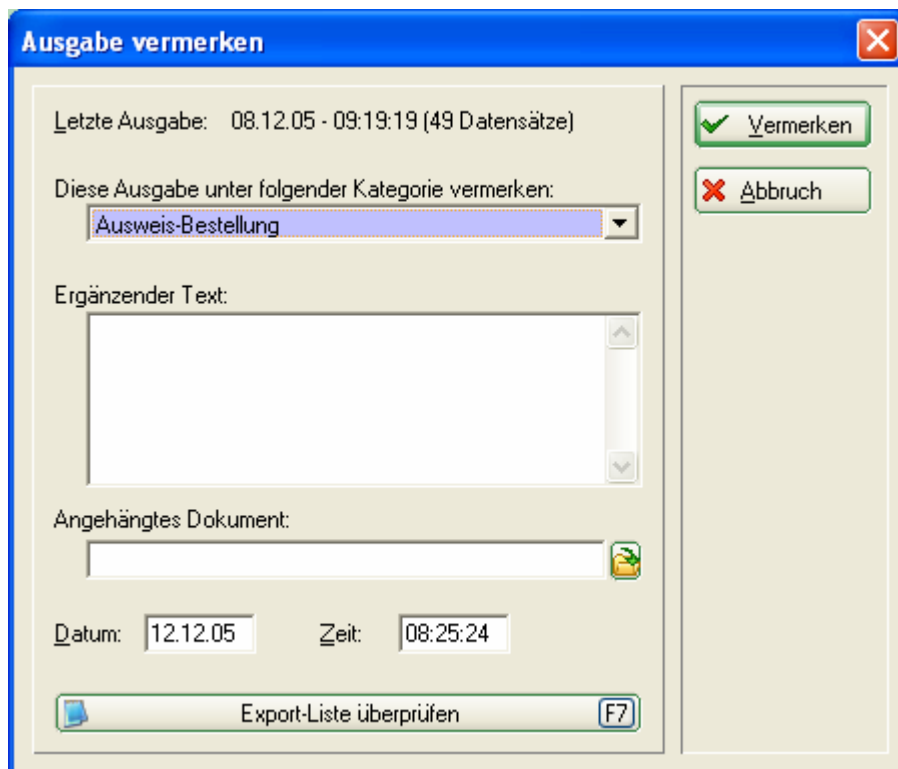 Ausgabe vermerken
Letzte Ausgabe: 08.12.05 - 09:19:19 (49 Datensätze)
Vermerken
Abbruch
Diese Ausgabe unter folgender Kategorie vermerken:
Ausweis-Bestellung
Ergänzender Text:
Angehängtes Dokument:
Datum: 12.12.05 Zeit: 08:25:24
Export-Liste überprüfen F7